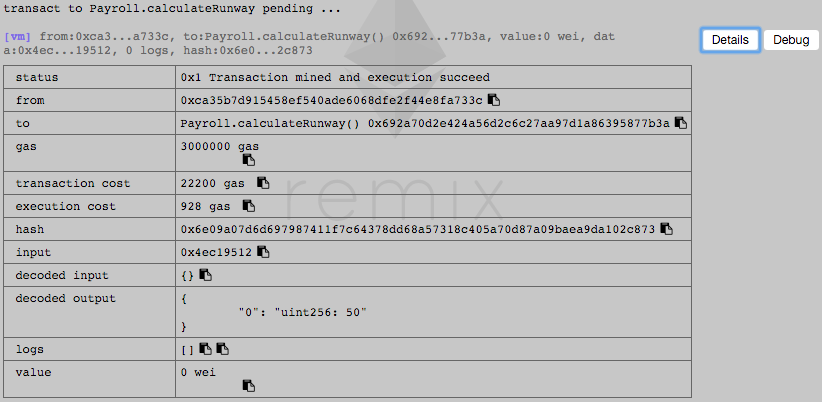 transact to Payroll.calculateRunway pending ...
[vm] from:0xca3...a733c, to:Payroll.calculateRunway() 0x692...77b3a, value:0 wei, dat
a:0x4ec...19512, 0 logs, hash:0x6e0...2c873
Details
Debug
status 0x1 Transaction mined and execution succeed
from 0xca35b7d915458ef540ade6068dfe2f44e8fa733c
to Payroll.calculateRunway() 0x692a70d2e424a56d2c6c27aa97d1a86395877b3a
gas 3000000 gas
transaction cost 22200 gas
execution cost 928 gas
hash 0x6e09a07d6d697987411f7c64378dd68a57318c405a70d87a09baea9da102c873
input 0x4ec19512
decoded input {}
decoded output {
"0": "uint256: 50"
}
logs []
value 0 wei
remix